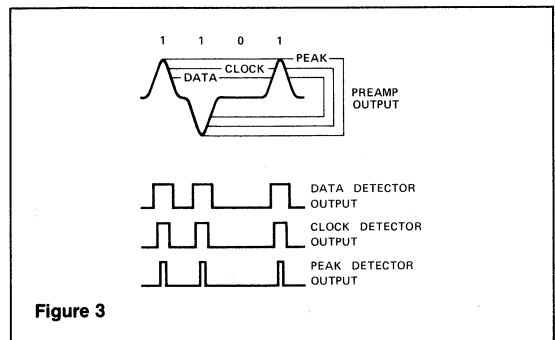 1 1 0 1
PEAK
CLOCK
DATA
PREAMP
OUTPUT
DATA DETECTOR
OUTPUT
CLOCK DETECTOR
OUTPUT
PEAK DETECTOR
OUTPUT
Figure 3